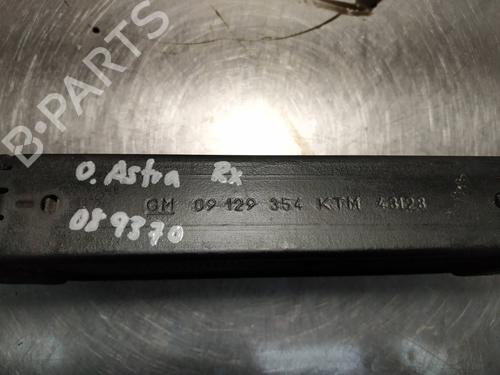 B-PARTS
O. Astra Rx
GM 09 129 354 KTM 48128
089370